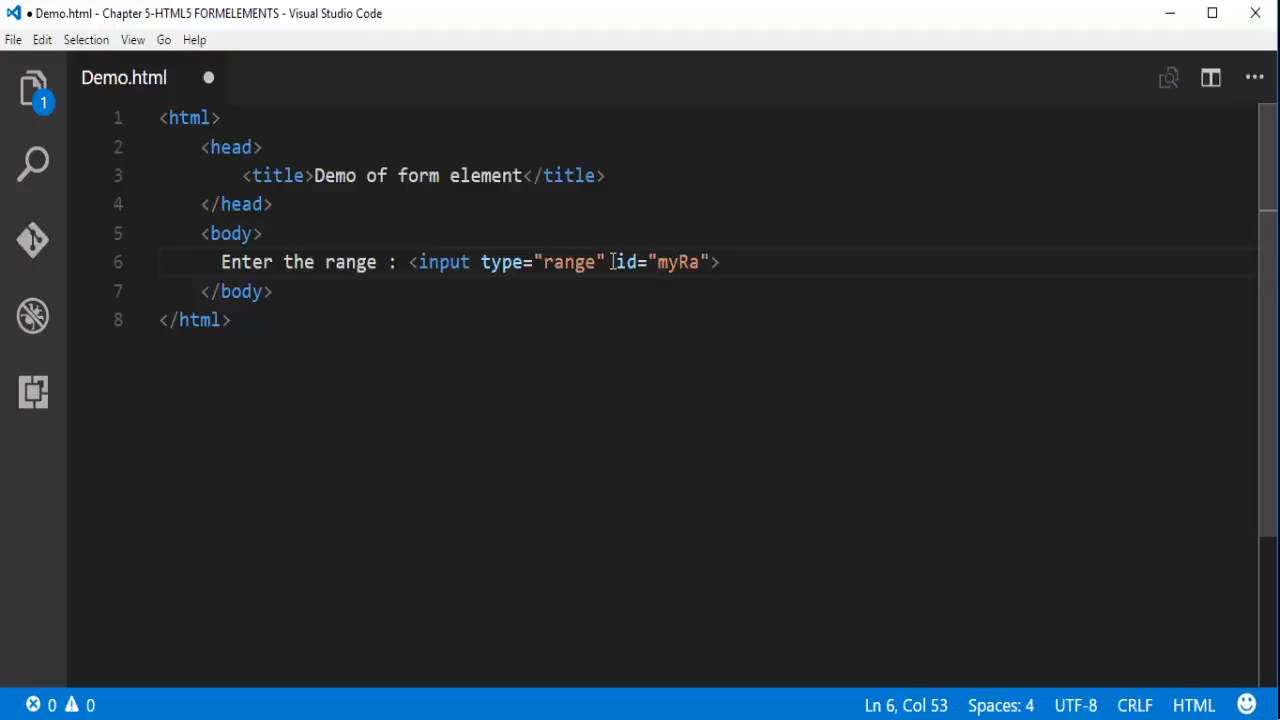 ● Demo.html - Chapter 5-HTML5 FORMELEMENTS - Visual Studio Code
File Edit Selection View Go Help
Demo.html ●
1
1 <html>
2 <head>
3 <title>Demo of form element</title>
4 </head>
5 <body>
6 Enter the range : <input type="range" id="myRa">
7 </body>
8 </html>
0 0 Ln 6, Col 53 Spaces: 4 UTF-8 CRLF HTML